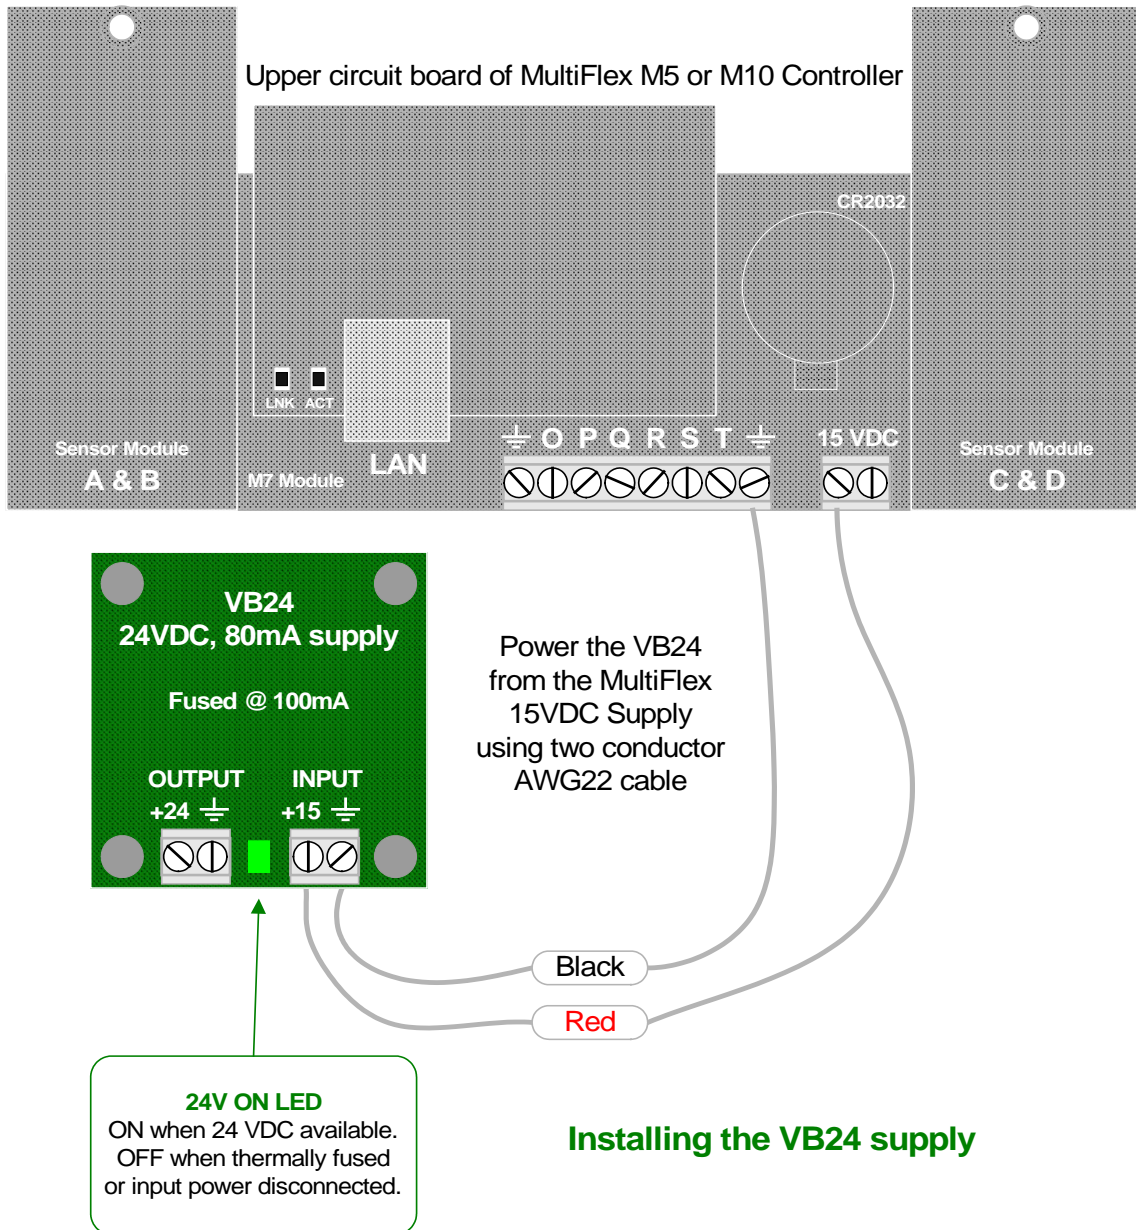 Upper circuit board of MultiFlex M5 or M10 Controller
CR2032
LNK ACT
O P Q R S T
15 VDC
Sensor Module
A & B
M7 Module
LAN
Sensor Module
C & D
VB24
24VDC, 80mA supply
Fused @ 100mA
OUTPUT
INPUT
+24
+15
Power the VB24
from the MultiFlex
15VDC Supply
using two conductor
AWG22 cable
Black
Red
24V ON LED
ON when 24 VDC available.
OFF when thermally fused
or input power disconnected.
Installing the VB24 supply